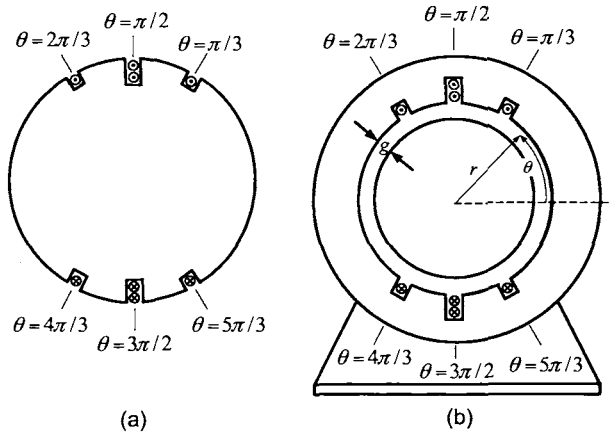 θ=π/2
θ=2π/3
θ=π/3
θ=4π/3
θ=5π/3
θ=3π/2
(a)
θ=π/2
θ=2π/3
θ=π/3
g
r
θ
θ=4π/3
θ=5π/3
θ=3π/2
(b)